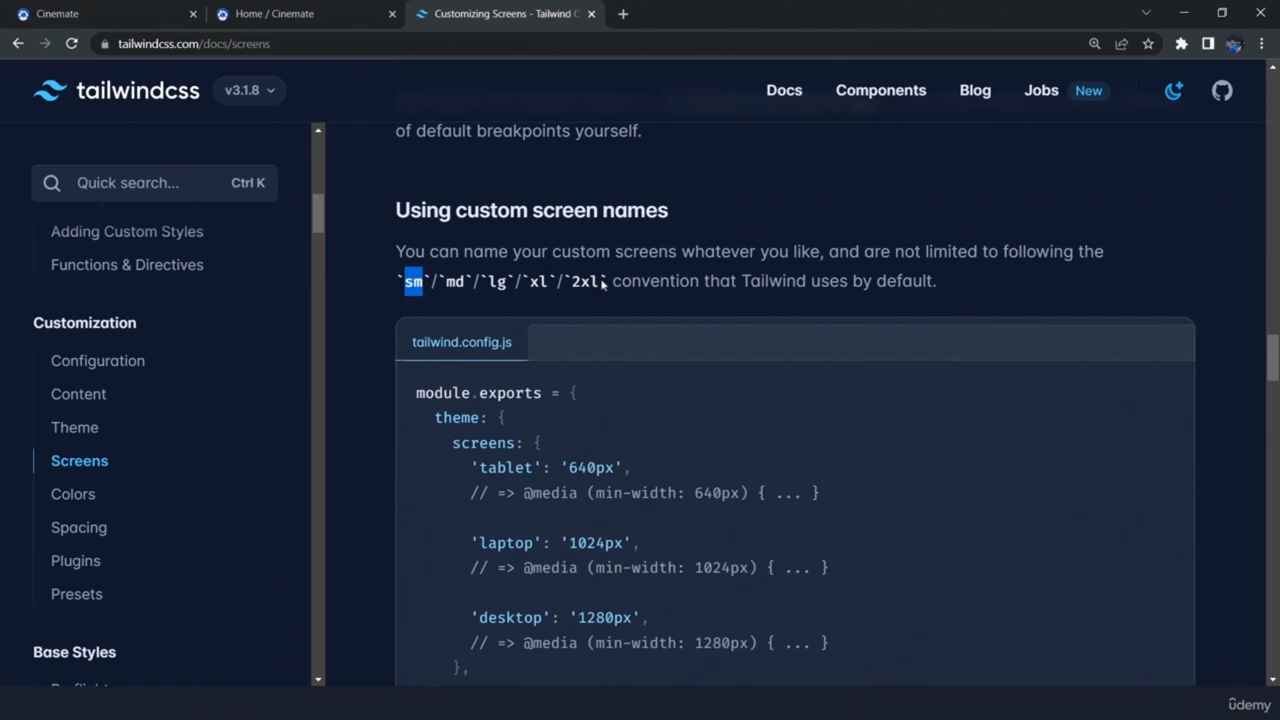 Cinemate
Home / Cinemate
Customizing Screens - Tailwind C
tailwindcss.com/docs/screens
tailwindcss
v3.1.8
Docs
Components
Blog
Jobs
New
Quick search...
Ctrl K
Adding Custom Styles
Functions & Directives
Customization
Configuration
Content
Theme
Screens
Colors
Spacing
Plugins
Presets
Base Styles
of default breakpoints yourself.
Using custom screen names
You can name your custom screens whatever you like, and are not limited to following the
`sm`/`md`/`lg`/`xl`/`2xl` convention that Tailwind uses by default.
tailwind.config.js
module.exports = {
theme: {
screens: {
'tablet': '640px',
// => @media (min-width: 640px) { ... }
'laptop': '1024px',
// => @media (min-width: 1024px) { ... }
'desktop': '1280px',
// => @media (min-width: 1280px) { ... }
},
ûdemy